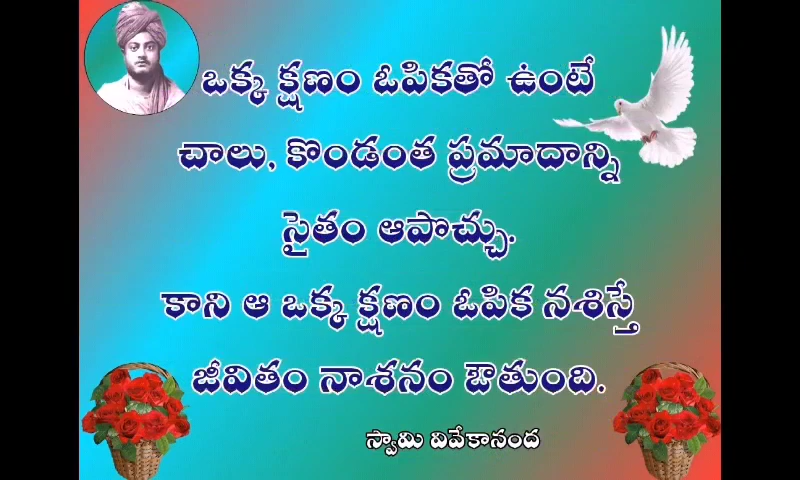 ఒక్క క్షణం ఓపికతో ఉంటే
చాలు, కొండంత ప్రమాదాన్ని
సైతం ఆపొచ్చు.
కాని ఆ ఒక్క క్షణం ఓపిక నశిస్తే
జీవితం నాశనం ఔతుంది.
స్వామి వివేకానంద